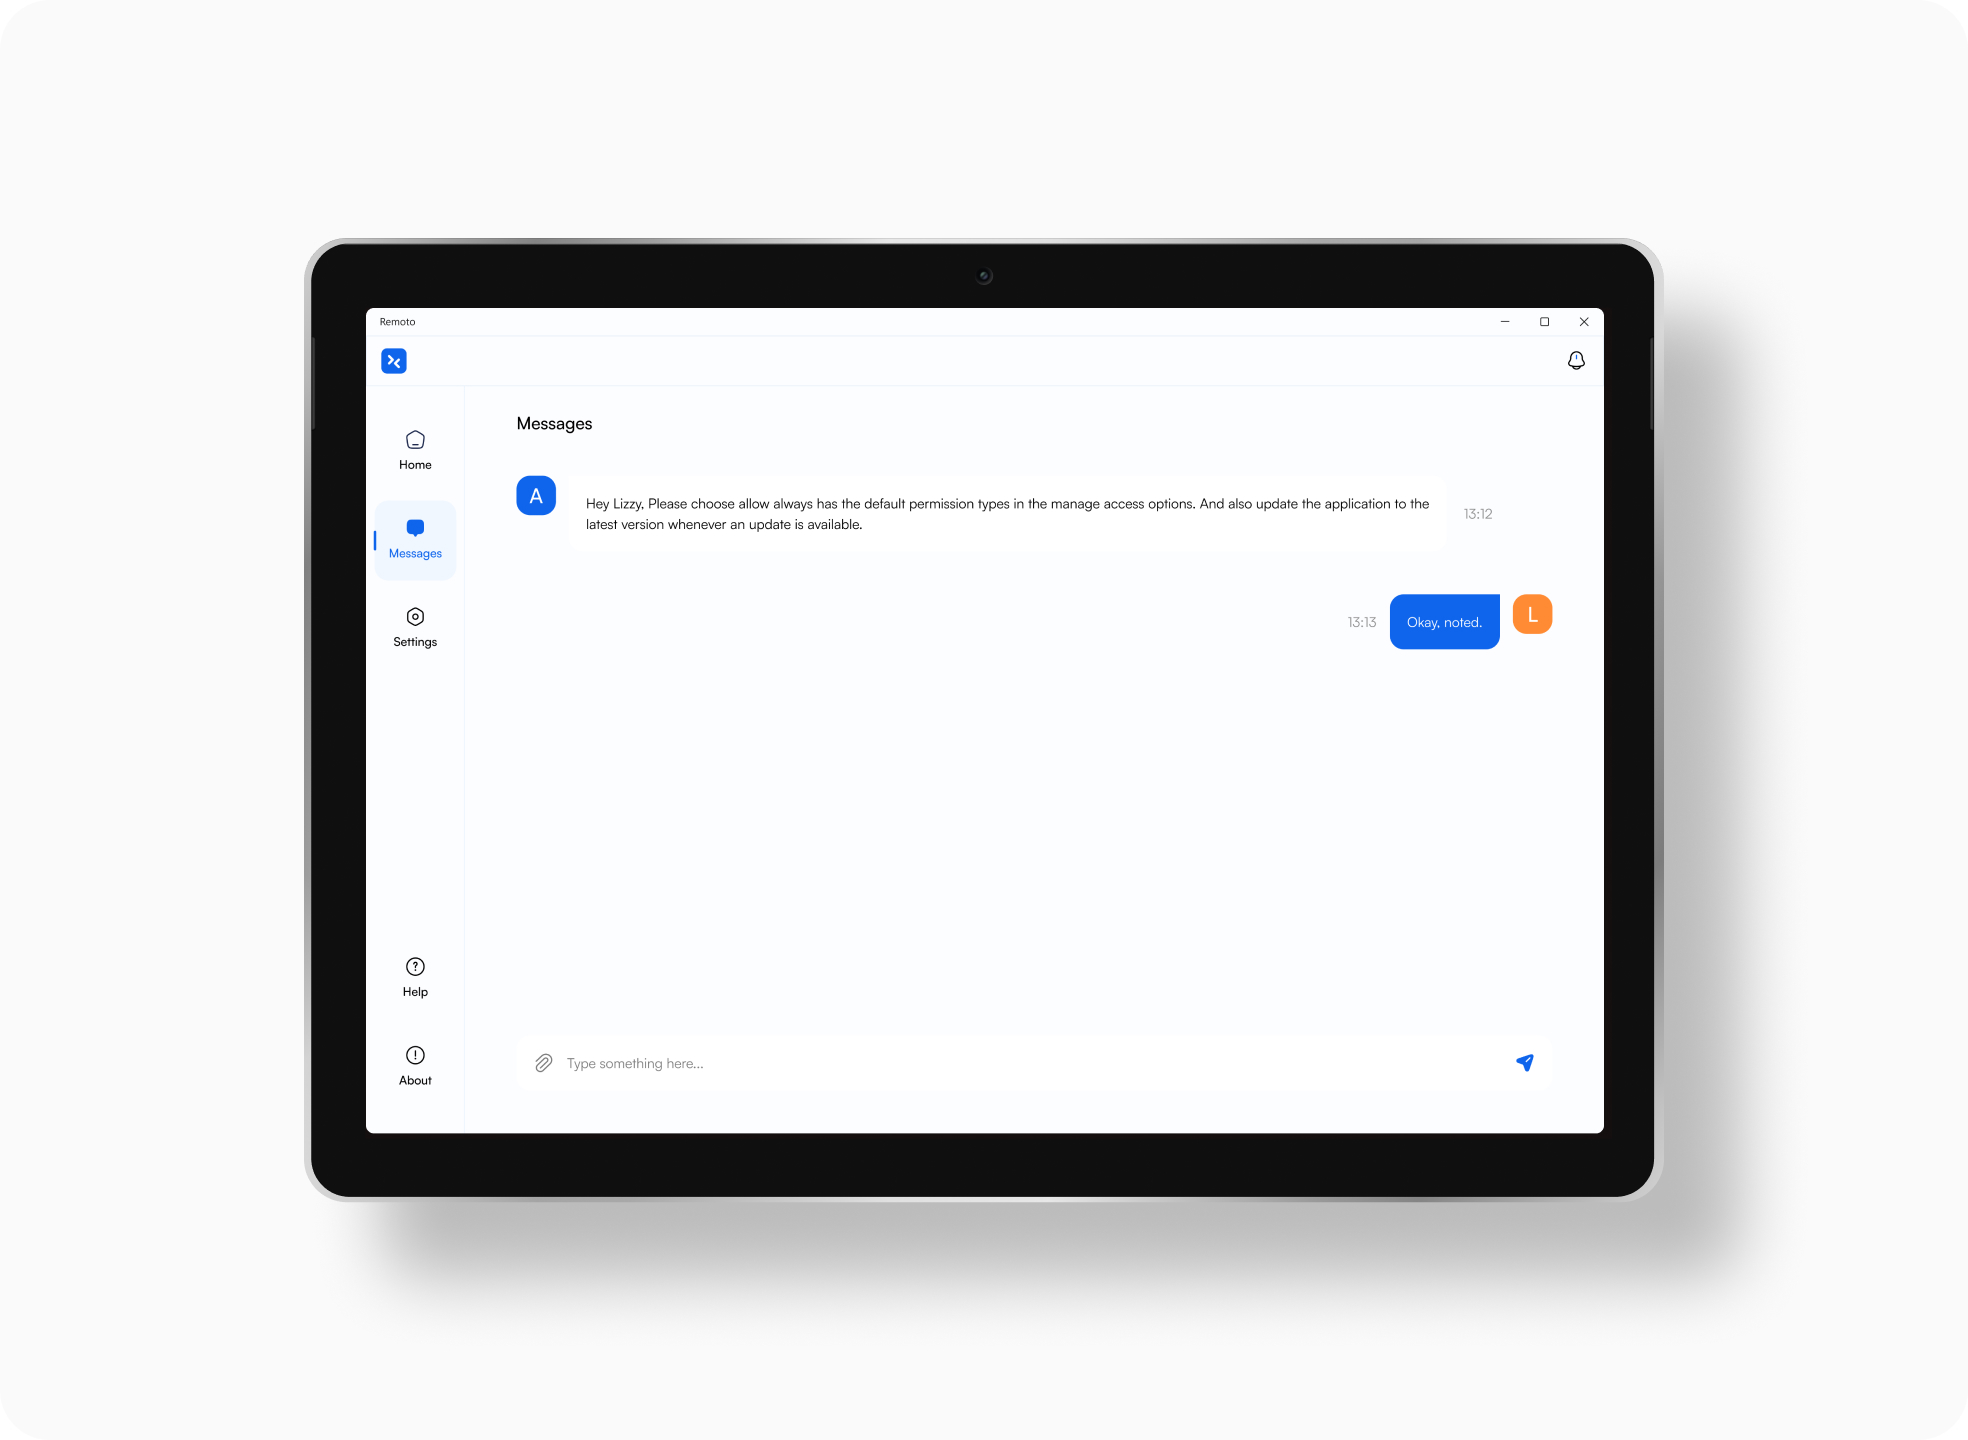 Remoto
Home
Messages
Settings
Help
About
Messages
A
Hey Lizzy, Please choose allow always has the default permission types in the manage access options. And also update the application to the
latest version whenever an update is available.
13:12
13:13
Okay, noted.
L
Type something here...